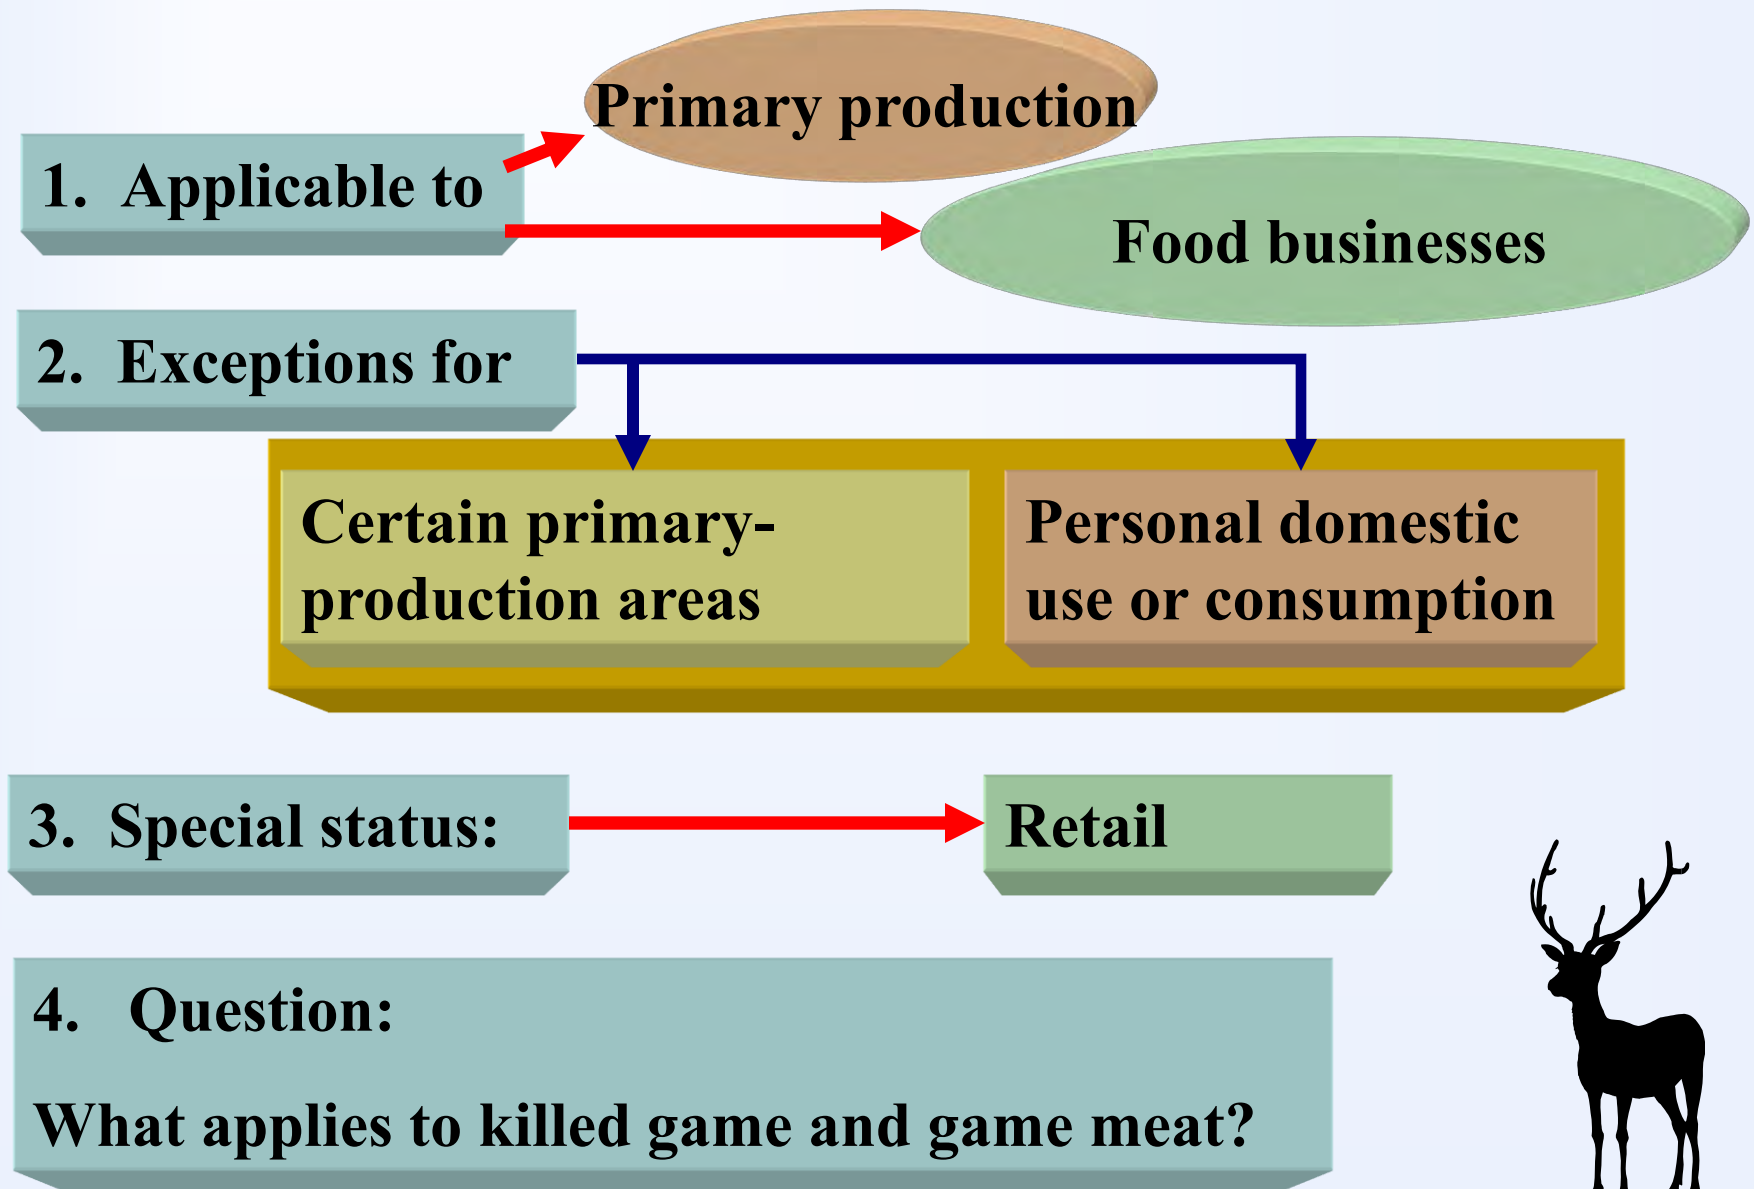 Primary production
1. Applicable to
Food businesses
2. Exceptions for
Certain primary-
production areas
Personal domestic
use or consumption
3. Special status:
Retail
4. Question:
What applies to killed game and game meat?